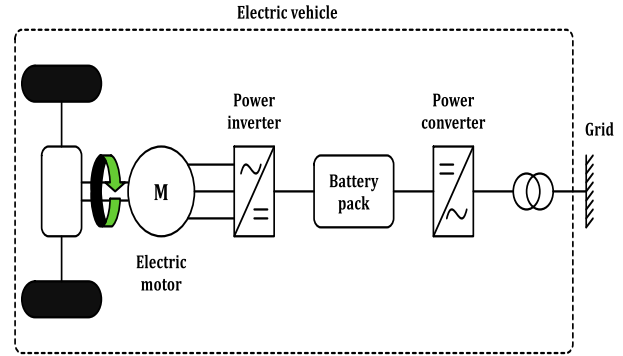 Electric vehicle
Power
inverter
Power
converter
Grid
M
Battery
pack
Electric
motor